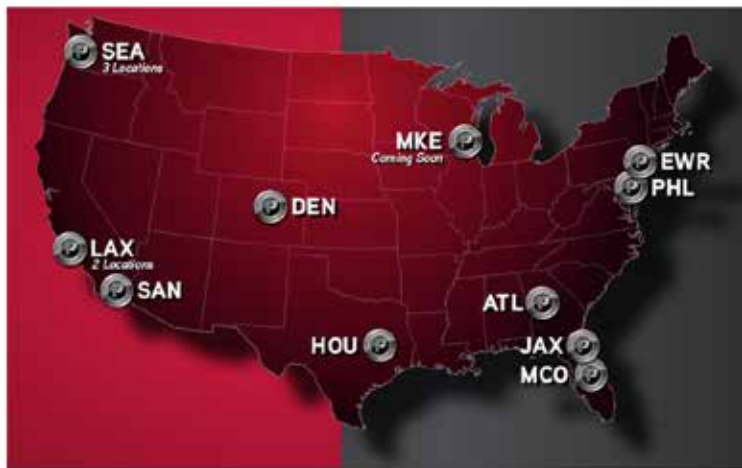 SEA
3 Locations
MKE
Coming Soon
EWR
PHL
DEN
LAX
2 Locations
SAN
ATL
HOU
JAX
MCO